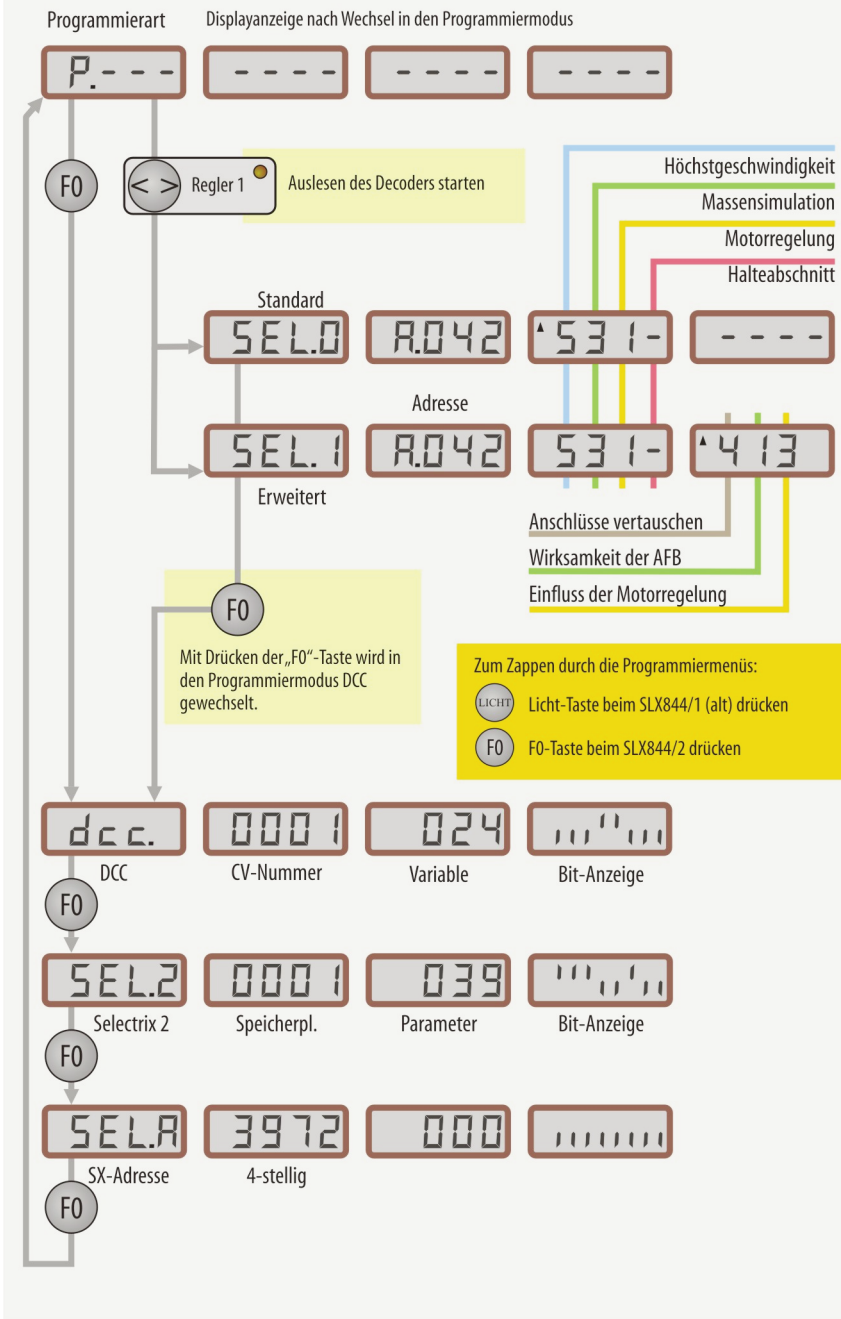 Programmierart
Displayanzeige nach Wechsel in den Programmiermodus
P.---
----
----
----
F0
< >
Regler 1
Auslesen des Decoders starten
Höchstgeschwindigkeit
Massensimulation
Motorregelung
Halteabschnitt
Standard
SEL.0
A.042
531-
----
Adresse
SEL.1
A.042
531-
413
Erweitert
Anschlüsse vertauschen
Wirksamkeit der AFB
Einfluss der Motorregelung
F0
Mit Drücken der „F0“-Taste wird in
den Programmiermodus DCC
gewechselt.
Zum Zappen durch die Programmiermenüs:
LICHT
Licht-Taste beim SLX844/1 (alt) drücken
F0
F0-Taste beim SLX844/2 drücken
dcc.
0001
024
DCC
CV-Nummer
Variable
Bit-Anzeige
F0
SEL.2
0001
039
Selectrix 2
Speicherpl.
Parameter
Bit-Anzeige
F0
SEL.A
3972
000
SX-Adresse
4-stellig
F0